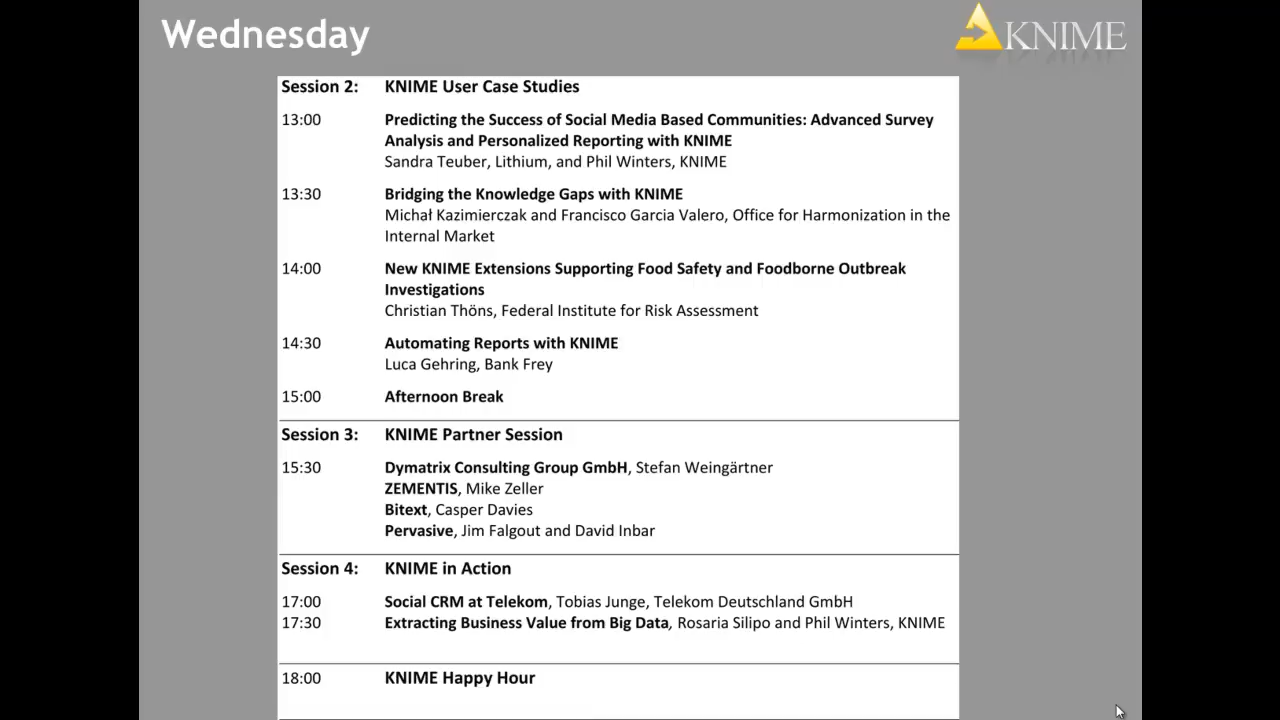 Wednesday
KNIME
Session 2: KNIME User Case Studies
13:00 Predicting the Success of Social Media Based Communities: Advanced Survey
Analysis and Personalized Reporting with KNIME
Sandra Teuber, Lithium, and Phil Winters, KNIME
13:30 Bridging the Knowledge Gaps with KNIME
Michał Kazimierczak and Francisco Garcia Valero, Office for Harmonization in the
Internal Market
14:00 New KNIME Extensions Supporting Food Safety and Foodborne Outbreak
Investigations
Christian Thöns, Federal Institute for Risk Assessment
14:30 Automating Reports with KNIME
Luca Gehring, Bank Frey
15:00 Afternoon Break
Session 3: KNIME Partner Session
15:30 Dymatrix Consulting Group GmbH, Stefan Weingärtner
ZEMENTIS, Mike Zeller
Bitext, Casper Davies
Pervasive, Jim Falgout and David Inbar
Session 4: KNIME in Action
17:00 Social CRM at Telekom, Tobias Junge, Telekom Deutschland GmbH
17:30 Extracting Business Value from Big Data, Rosaria Silipo and Phil Winters, KNIME
18:00 KNIME Happy Hour